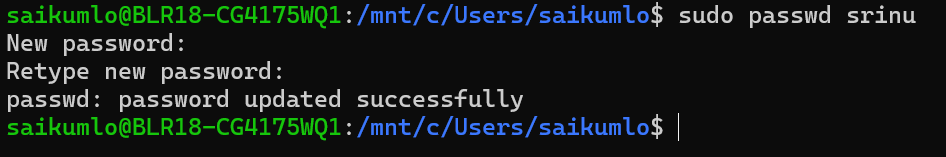 saikumlo@BLR18-CG4175WQ1:/mnt/c/Users/saikumlo$ sudo passwd srinu
New password:
Retype new password:
passwd: password updated successfully
saikumlo@BLR18-CG4175WQ1:/mnt/c/Users/saikumlo$